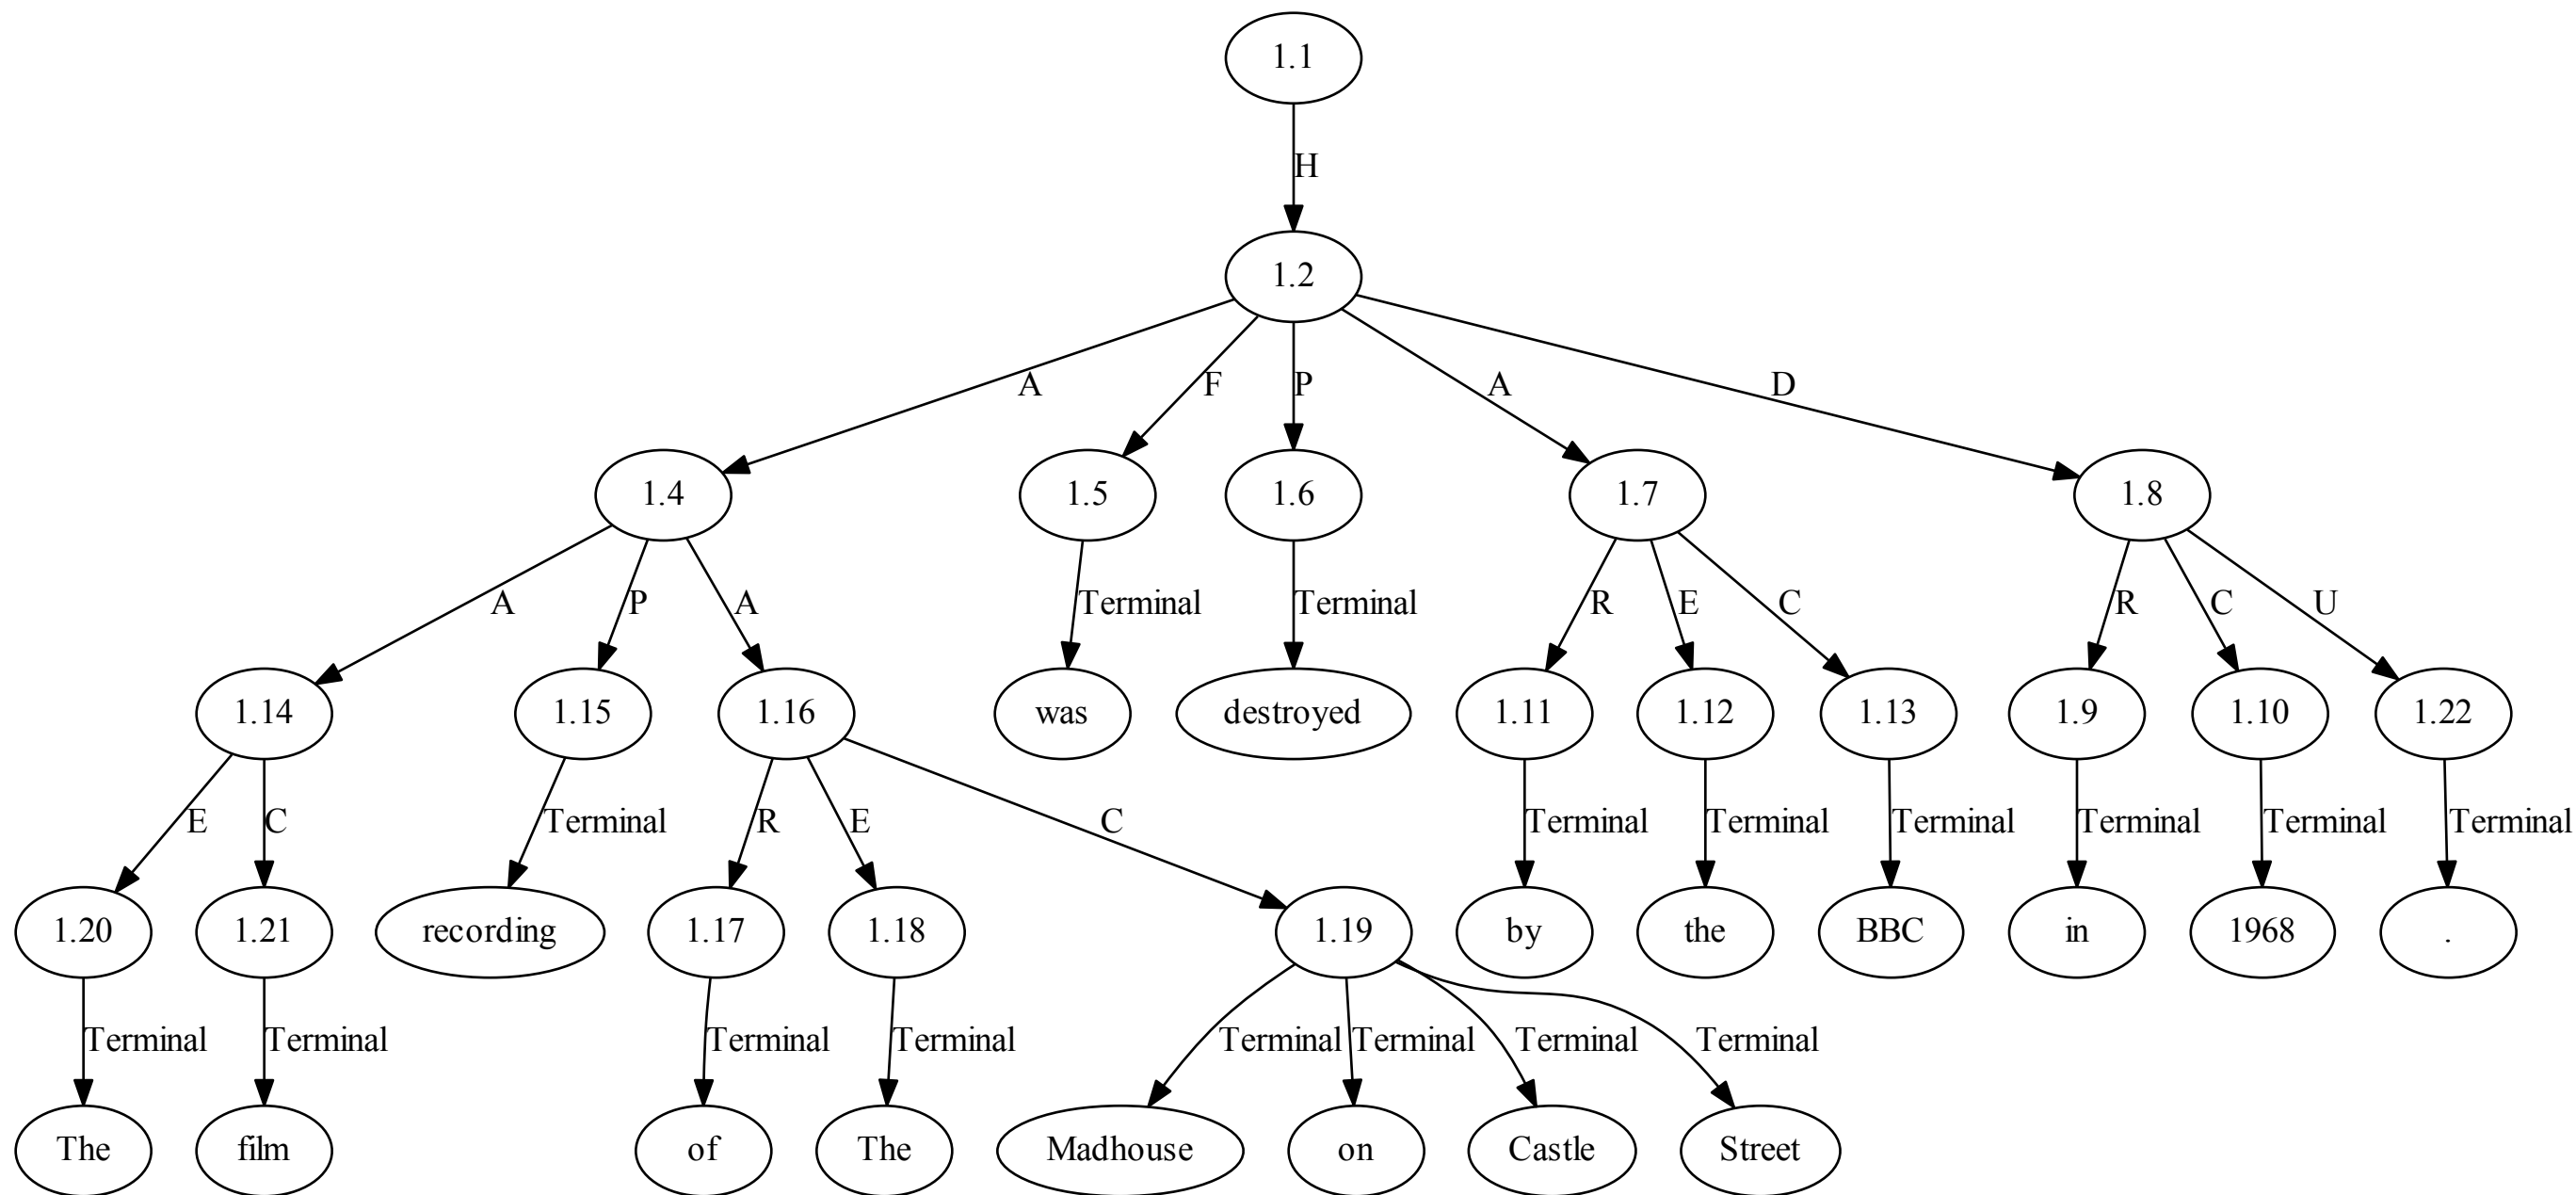 1.1
H
1.2
A F P A D
1.4 1.5 1.6 1.7 1.8
A P A Terminal Terminal R E C R C U
1.14 1.15 1.16 was destroyed 1.11 1.12 1.13 1.9 1.10 1.22
E C Terminal R E C Terminal Terminal Terminal Terminal Terminal Terminal
1.20 1.21 recording 1.17 1.18 1.19 by the BBC in 1968 .
Terminal Terminal Terminal Terminal Terminal Terminal Terminal Terminal
The film of The Madhouse on Castle Street